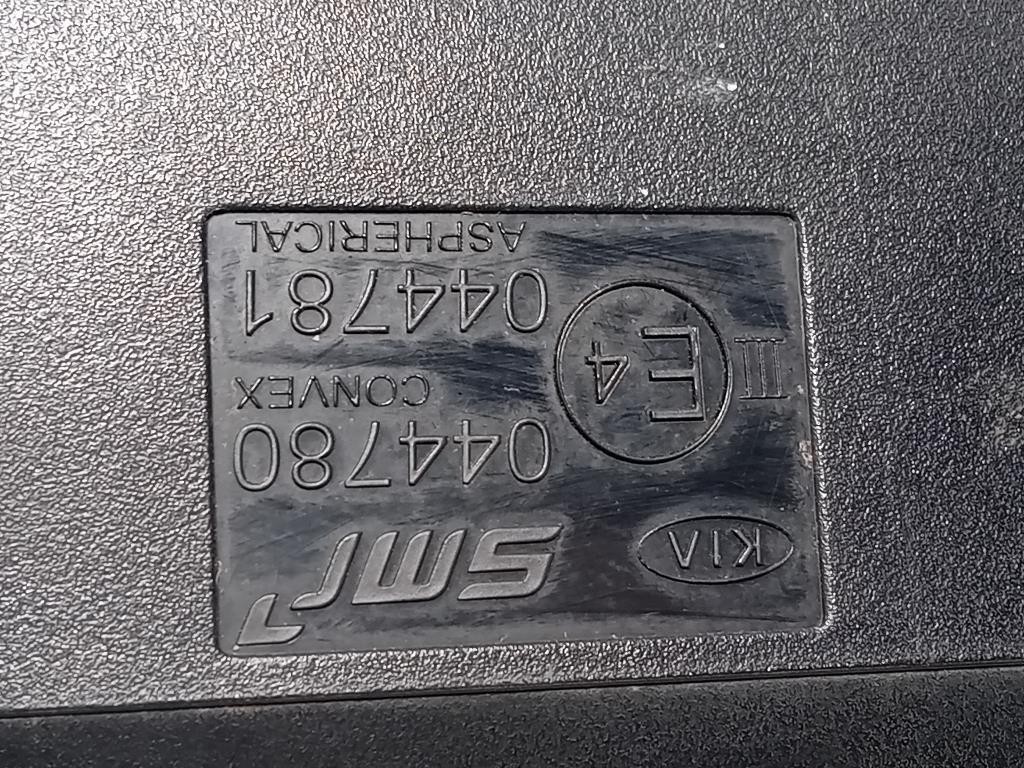 KIA SMR
III E4 044780
CONVEX
044781
ASPHERICAL